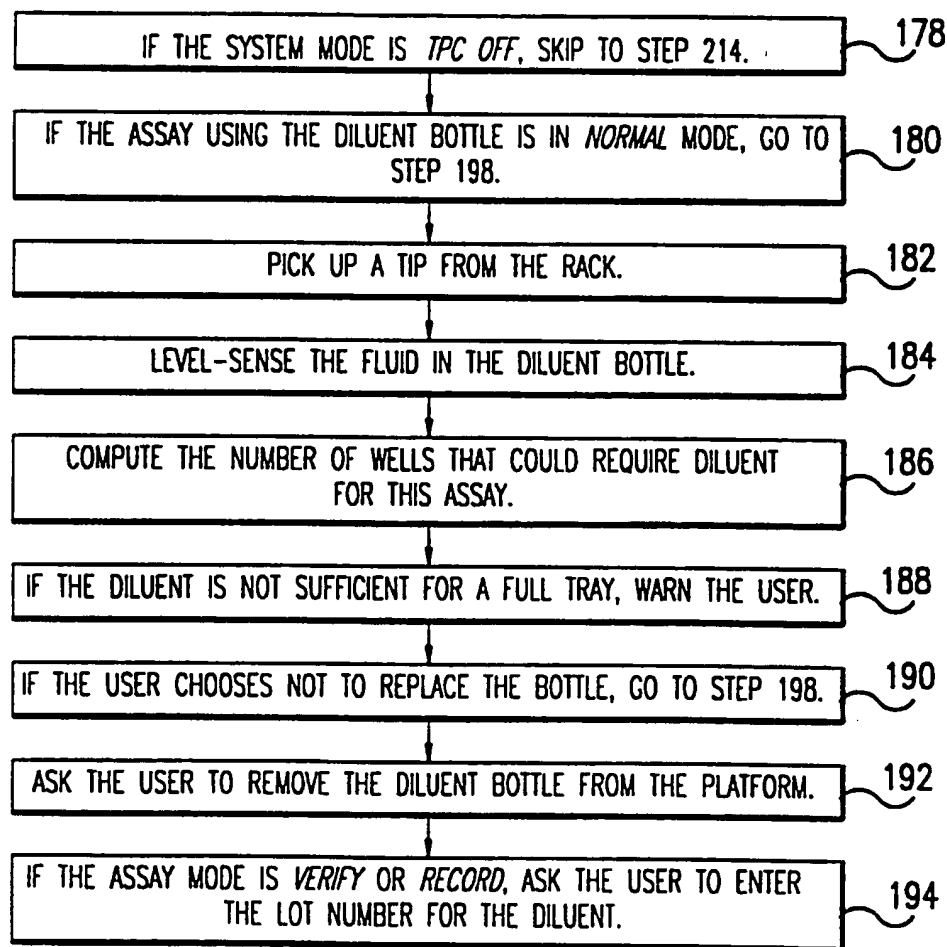 IF THE SYSTEM MODE IS TPC OFF, SKIP TO STEP 214.
178
IF THE ASSAY USING THE DILUENT BOTTLE IS IN NORMAL MODE, GO TO
STEP 198.
180
PICK UP A TIP FROM THE RACK.
182
LEVEL-SENSE THE FLUID IN THE DILUENT BOTTLE.
184
COMPUTE THE NUMBER OF WELLS THAT COULD REQUIRE DILUENT
FOR THIS ASSAY.
186
IF THE DILUENT IS NOT SUFFICIENT FOR A FULL TRAY, WARN THE USER.
188
IF THE USER CHOOSES NOT TO REPLACE THE BOTTLE, GO TO STEP 198.
190
ASK THE USER TO REMOVE THE DILUENT BOTTLE FROM THE PLATFORM.
192
IF THE ASSAY MODE IS VERIFY OR RECORD, ASK THE USER TO ENTER
THE LOT NUMBER FOR THE DILUENT.
194